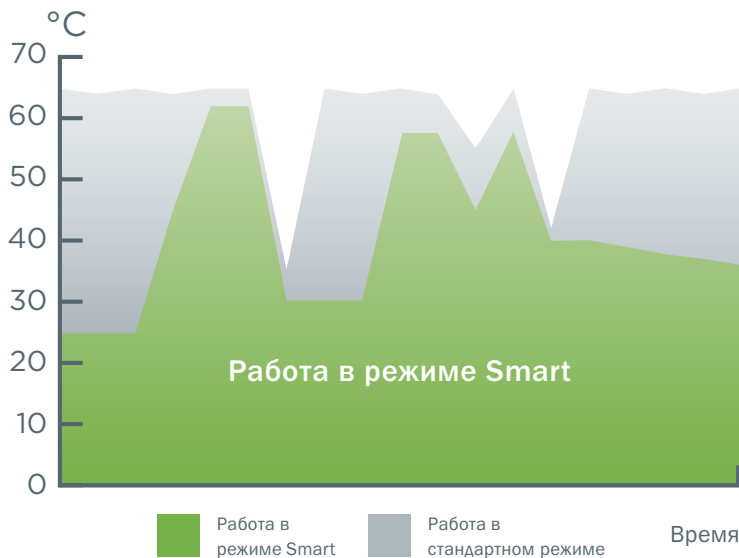 °C
70
60
50
40
30
20
10
0
Работа в режиме Smart
Работа в
режиме Smart
Работа в
стандартном режиме
Время